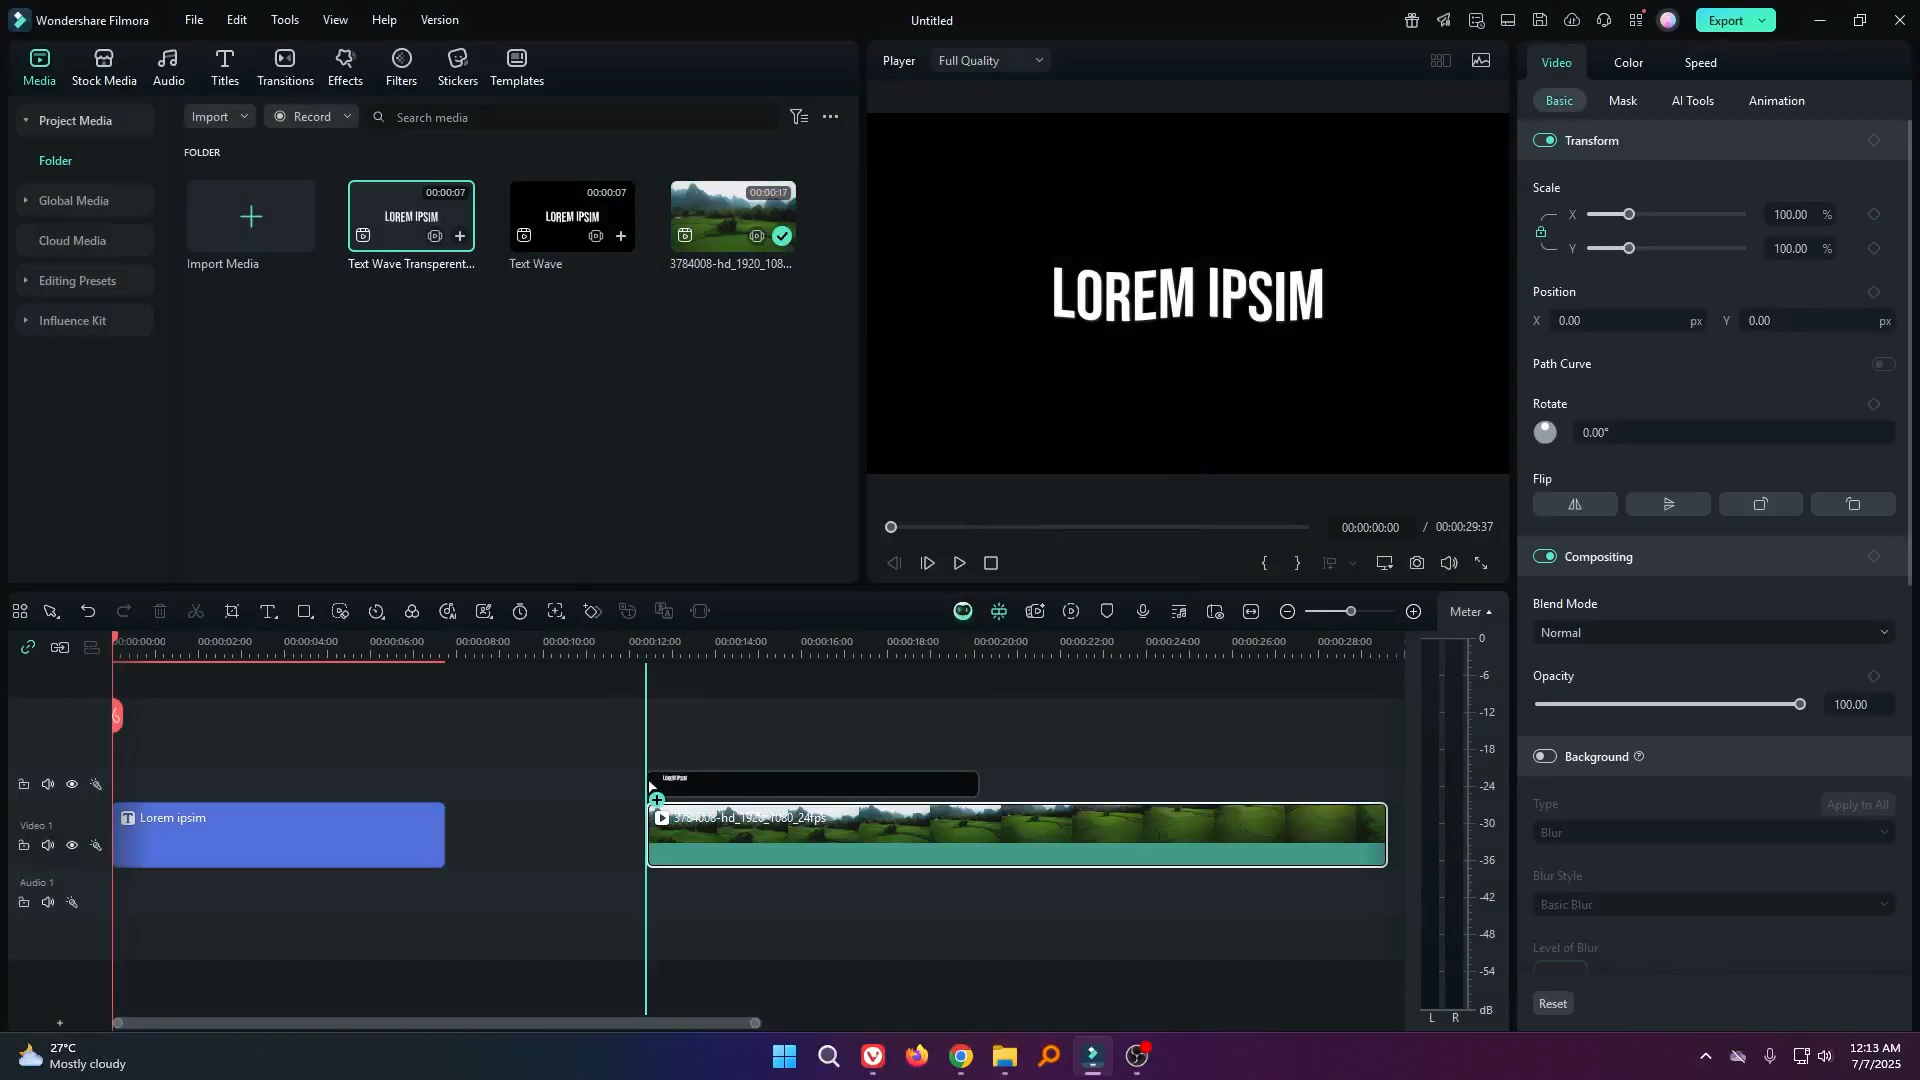 Wondershare Filmora
File
Edit
Tools
View
Help
Version
Untitled
Export
Media
Stock Media
Audio
Titles
Transitions
Effects
Filters
Stickers
Templates
Player
Full Quality
Video
Color
Speed
Basic
Mask
AI Tools
Animation
Project Media
Folder
Global Media
Cloud Media
Editing Presets
Influence Kit
Import
Record
Search media
FOLDER
00:00:07
LOREM IPSIM
00:00:07
LOREM IPSIM
00:00:17
Import Media
Text Wave Transperent...
Text Wave
3784008-hd_1920_108...
LOREM IPSIM
00:00:00:00
/ 00:00:29:37
Transform
Scale
X
100.00 %
Y
100.00 %
Position
X 0.00 px
Y 0.00 px
Path Curve
Rotate
0.00°
Flip
Compositing
Blend Mode
Normal
Opacity
100.00
Background
Type
Apply to All
Blur
Blur Style
Basic Blur
Level of Blur
Reset
Meter
00:00:02:00
00:00:04:00
00:00:06:00
00:00:08:00
00:00:10:00
00:00:12:00
00:00:14:00
00:00:16:00
00:00:18:00
00:00:20:00
00:00:22:00
00:00:24:00
00:00:26:00
00:00:28:00
LOREM IPSIM
Lorem ipsim
3784008-hd_1920_1080_24fps
Video 1
Audio 1
0
-6
-12
-18
-24
-30
-36
-42
-48
-54
dB
L R
27°C
Mostly cloudy
12:13 AM
7/7/2025